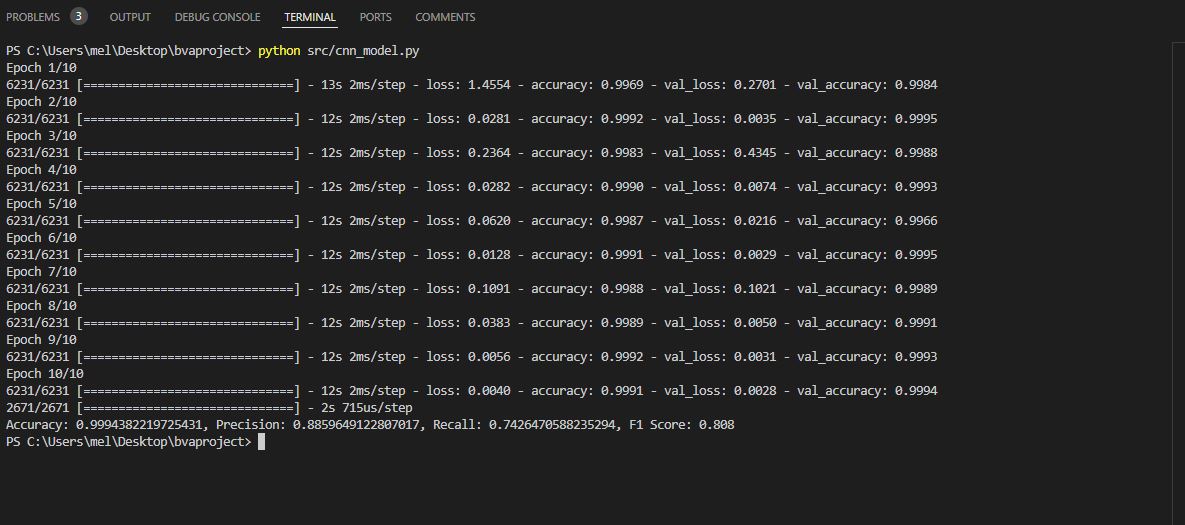 PROBLEMS 3 OUTPUT DEBUG CONSOLE TERMINAL PORTS COMMENTS
PS C:\Users\mel\Desktop\bvaproject> python src/cnn_model.py
Epoch 1/10
6231/6231 [==============================] - 13s 2ms/step - loss: 1.4554 - accuracy: 0.9969 - val_loss: 0.2701 - val_accuracy: 0.9984
Epoch 2/10
6231/6231 [==============================] - 12s 2ms/step - loss: 0.0281 - accuracy: 0.9992 - val_loss: 0.0035 - val_accuracy: 0.9995
Epoch 3/10
6231/6231 [==============================] - 12s 2ms/step - loss: 0.2364 - accuracy: 0.9983 - val_loss: 0.4345 - val_accuracy: 0.9988
Epoch 4/10
6231/6231 [==============================] - 12s 2ms/step - loss: 0.0282 - accuracy: 0.9990 - val_loss: 0.0074 - val_accuracy: 0.9993
Epoch 5/10
6231/6231 [==============================] - 12s 2ms/step - loss: 0.0620 - accuracy: 0.9987 - val_loss: 0.0216 - val_accuracy: 0.9966
Epoch 6/10
6231/6231 [==============================] - 12s 2ms/step - loss: 0.0128 - accuracy: 0.9991 - val_loss: 0.0029 - val_accuracy: 0.9995
Epoch 7/10
6231/6231 [==============================] - 12s 2ms/step - loss: 0.1091 - accuracy: 0.9988 - val_loss: 0.1021 - val_accuracy: 0.9989
Epoch 8/10
6231/6231 [==============================] - 12s 2ms/step - loss: 0.0383 - accuracy: 0.9989 - val_loss: 0.0050 - val_accuracy: 0.9991
Epoch 9/10
6231/6231 [==============================] - 12s 2ms/step - loss: 0.0056 - accuracy: 0.9992 - val_loss: 0.0031 - val_accuracy: 0.9993
Epoch 10/10
6231/6231 [==============================] - 12s 2ms/step - loss: 0.0040 - accuracy: 0.9991 - val_loss: 0.0028 - val_accuracy: 0.9994
2671/2671 [==============================] - 2s 715us/step
Accuracy: 0.9994382219725431, Precision: 0.8859649122807017, Recall: 0.7426470588235294, F1 Score: 0.808
PS C:\Users\mel\Desktop\bvaproject>